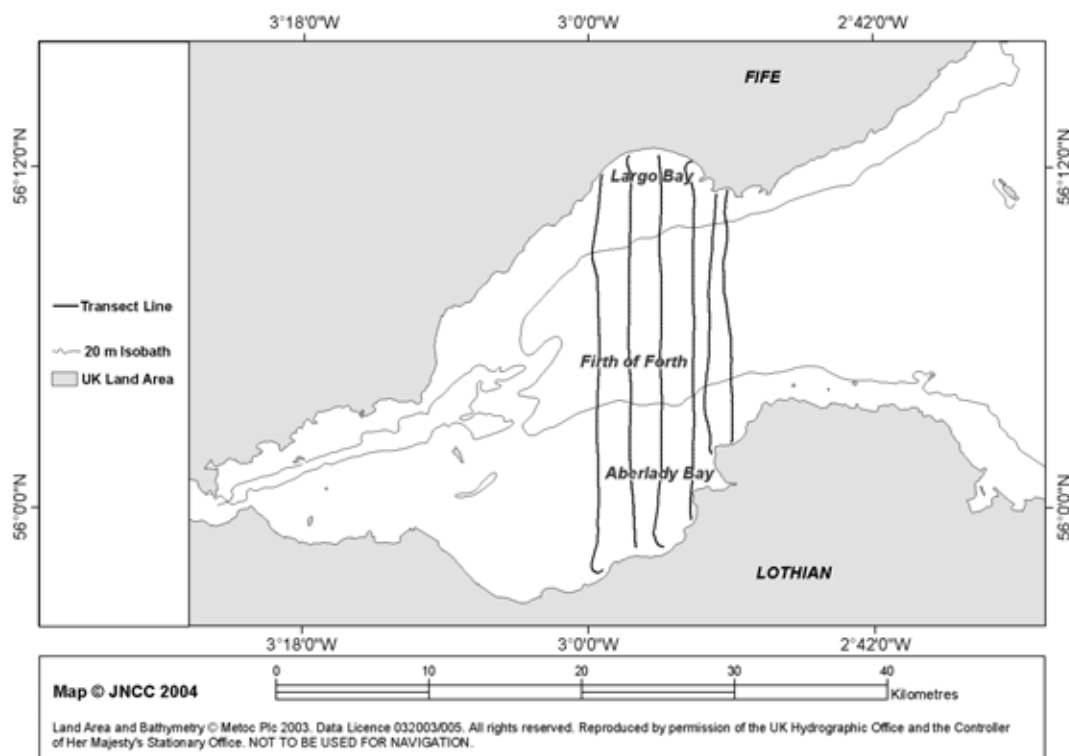 3°18'0"W 3°0'0"W 2°42'0"W
FIFE
56°12'0"N 56°12'0"N
Largo Bay
Transect Line
20 m Isobath
UK Land Area
Firth of Forth
Aberlady Bay
56°0'0"N 56°0'0"N
LOTHIAN
3°18'0"W 3°0'0"W 2°42'0"W
0 10 20 30 40
Kilometres
Map © JNCC 2004
Land Area and Bathymetry © Metoc Plc 2003. Data Licence 032003/005. All rights reserved. Reproduced by permission of the UK Hydrographic Office and the Controller
of Her Majesty's Stationary Office. NOT TO BE USED FOR NAVIGATION.